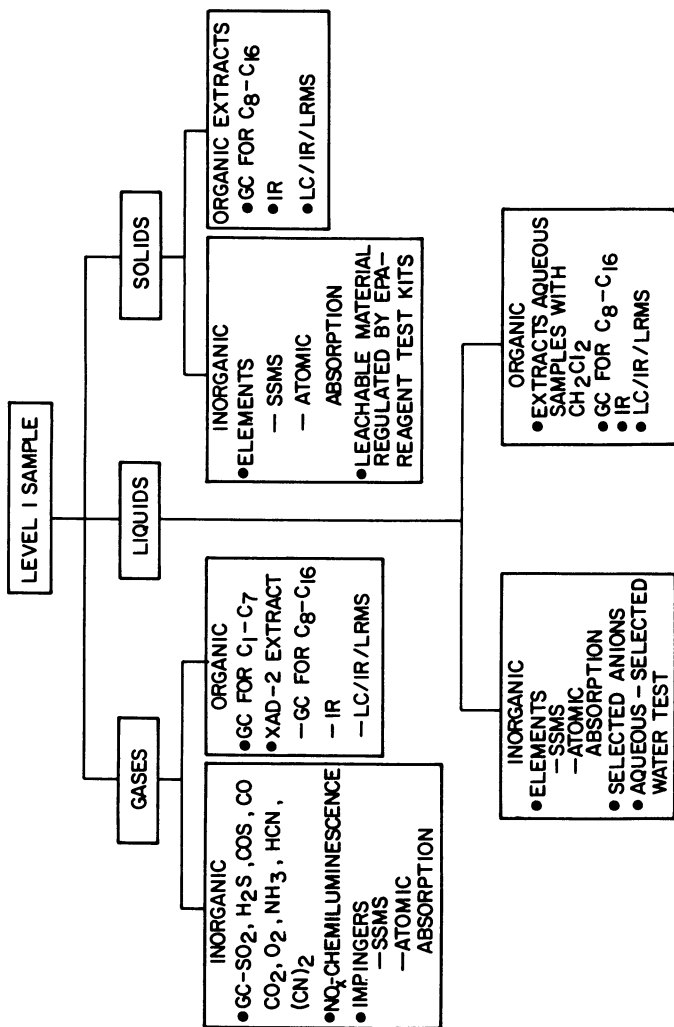 LEVEL I SAMPLE
GASES
LIQUIDS
SOLIDS
INORGANIC
●GC-SO2, H2S, COS, CO
CO2, O2, NH3, HCN,
(CN)2
●NOX-CHEMILUMINESCENCE
●IMPINGERS
—SSMS
—ATOMIC
ABSORPTION
ORGANIC
●GC FOR C1-C7
●XAD-2 EXTRACT
—GC FOR C8-C16
—IR
—LC/IR/LRMS
INORGANIC
●ELEMENTS
—SSMS
—ATOMIC
ABSORPTION
●LEACHABLE MATERIAL
REGULATED BY EPA-
REAGENT TEST KITS
ORGANIC EXTRACTS
●GC FOR C8-C16
●IR
●LC/IR/LRMS
INORGANIC
●ELEMENTS
—SSMS
—ATOMIC
ABSORPTION
●SELECTED ANIONS
●AQUEOUS-SELECTED
WATER TEST
ORGANIC
●EXTRACTS AQUEOUS
SAMPLES WITH
CH2Cl2
●GC FOR C8-C16
●IR
●LC/IR/LRMS